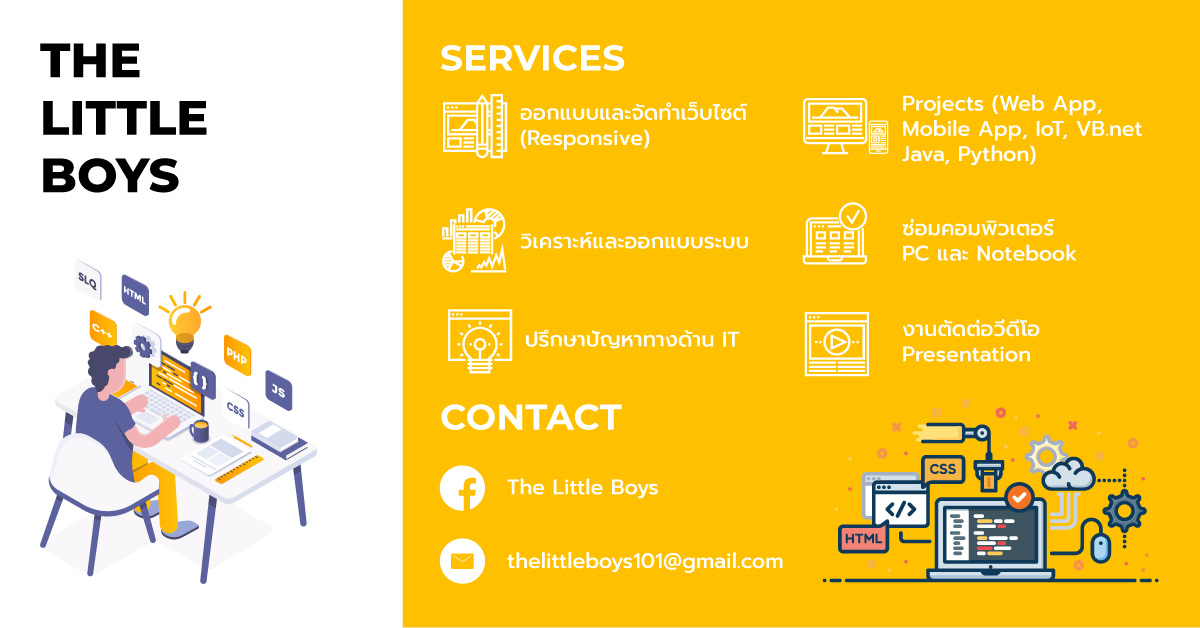 THE
LITTLE
BOYS
SLQ
HTML
C++
PHP
{ }
JS
CSS
SERVICES
ออกแบบและจัดทำเว็บไซต์
(Responsive)
Projects (Web App,
Mobile App, IoT, VB.net
Java, Python)
วิเคราะห์และออกแบบระบบ
ซ่อมคอมพิวเตอร์
PC และ Notebook
ปรึกษาปัญหาทางด้าน IT
งานตัดต่อวีดีโอ
Presentation
CONTACT
The Little Boys
thelittleboys101@gmail.com
CSS
</>
HTML